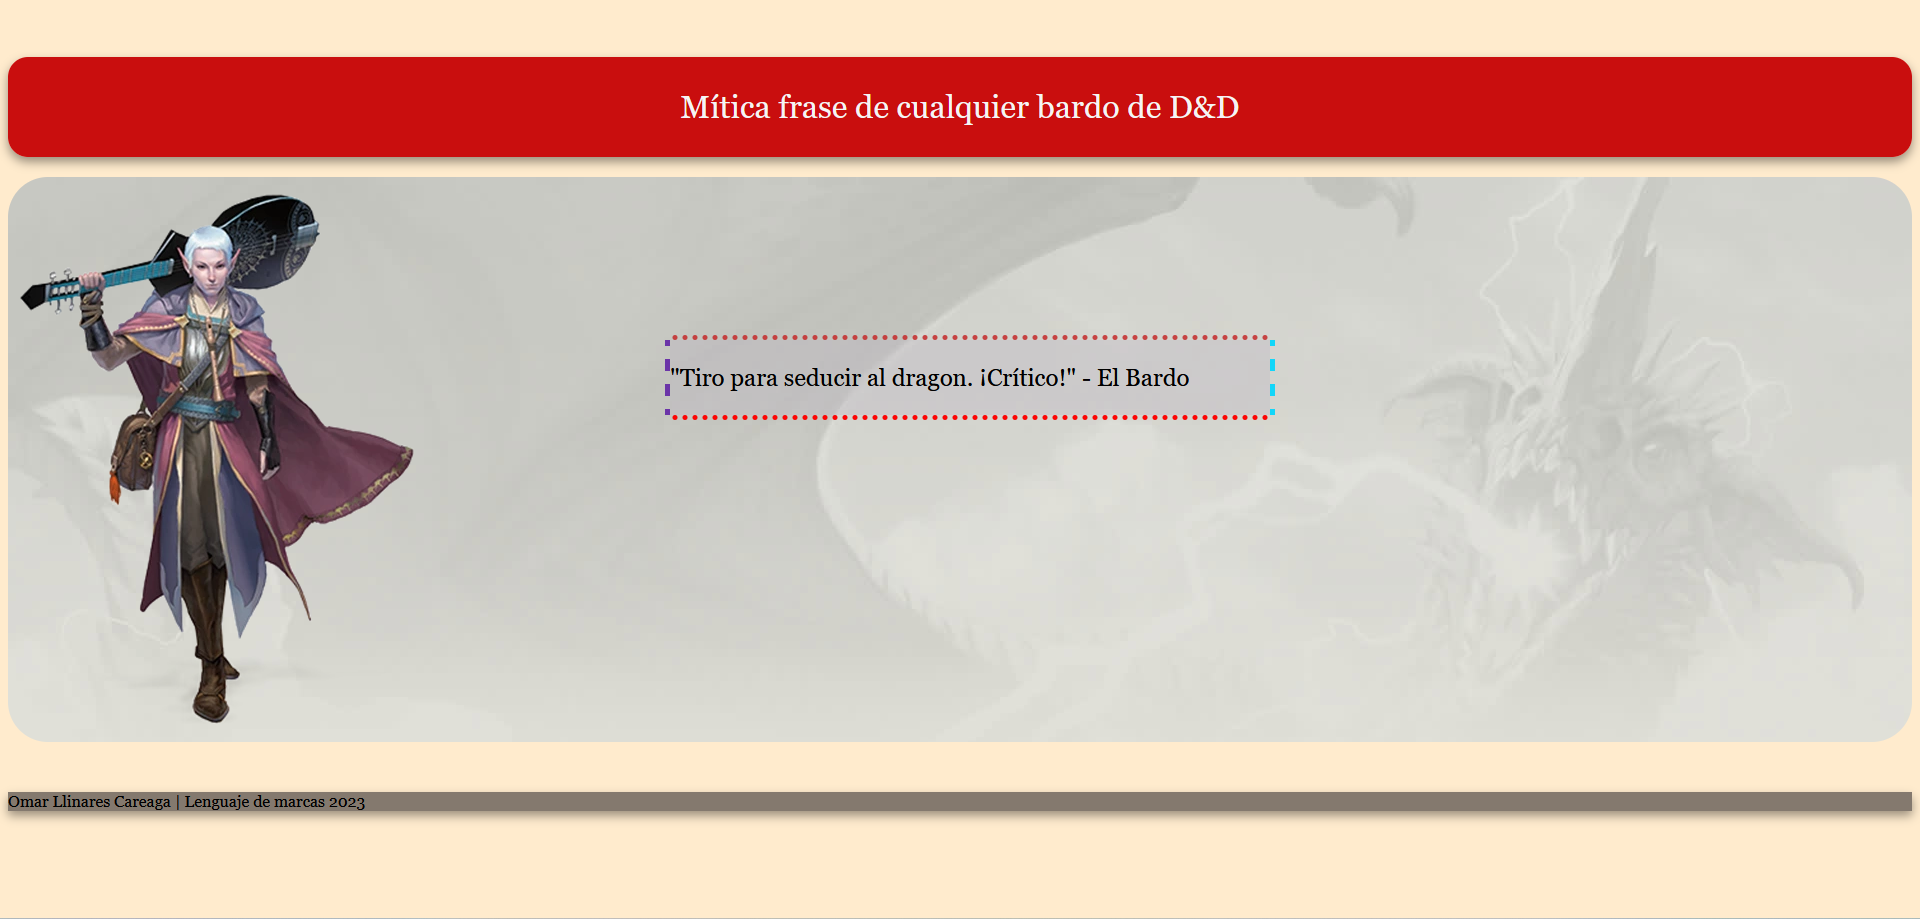 Mítica frase de cualquier bardo de D&D
"Tiro para seducir al dragon. ¡Crítico!" - El Bardo
Omar Llinares Careaga | Lenguaje de marcas 2023